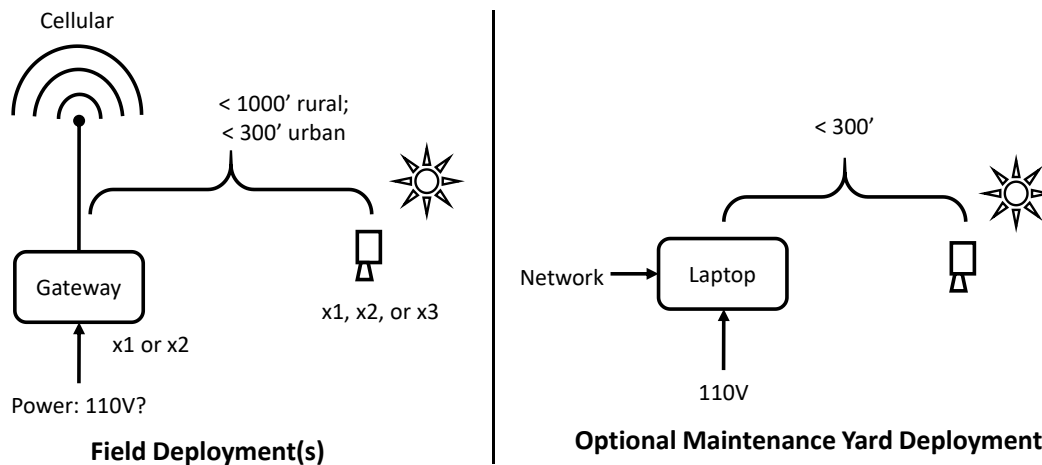 Cellular
< 1000’ rural;
< 300’ urban
Gateway
x1, x2, or x3
x1 or x2
Power: 110V?
Field Deployment(s)
< 300’
Network
Laptop
110V
Optional Maintenance Yard Deployment